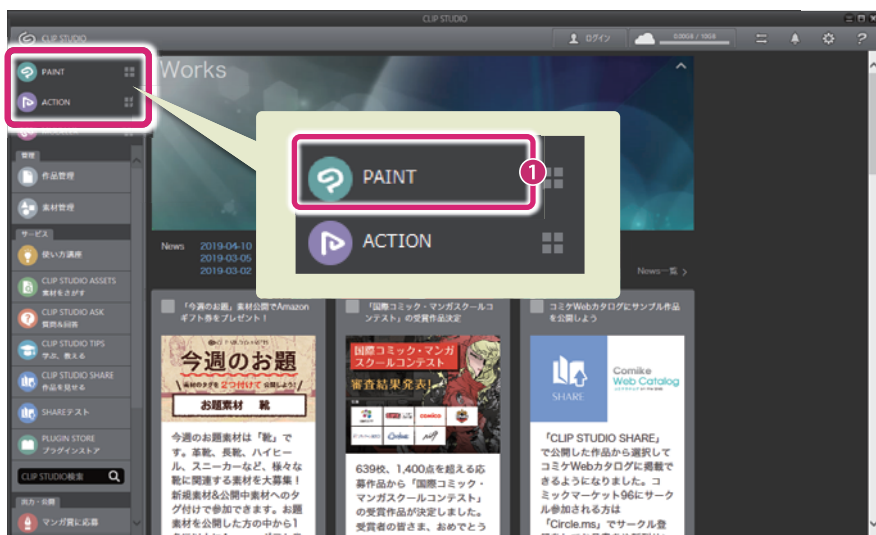 CLIP STUDIO
CLIP STUDIO
ログイン
0.00GB / 10GB
?
PAINT
ACTION
管理
作品管理
素材管理
サービス
使い方講座
CLIP STUDIO ASSETS
素材をさがす
CLIP STUDIO ASK
質問&回答
CLIP STUDIO TIPS
学ぶ、教える
CLIP STUDIO SHARE
作品を見せる
SHAREテスト
PLUGIN STORE
プラグインストア
CLIP STUDIO検索
出力・公開
マンガ賞に応募
Works
PAINT
1
ACTION
News 2019-04-10
2019-03-05
2019-03-02
News一覧 >
「今週のお題」素材公開でAmazon
ギフト券をプレゼント!
今週のお題
素材のタグを2つ付けて公開しよう!
お題素材 靴
今週のお題素材は「靴」で
す。革靴、長靴、ハイヒー
ル、スニーカーなど、様々な
靴に関連する素材を大募集!
新規素材&公開中素材へのタ
グ付けで参加できます。お題
素材を公開した方の中から1
「国際コミック・マンガスクールコ
ンテスト」の受賞作品決定
国際コミック・マンガ
スクールコンテスト
審査結果発表!
comico
639校、1,400点を超える応
募作品から「国際コミック・
マンガスクールコンテスト」
の受賞作品が決定しました。
受賞者の皆さま、おめでとう
コミケWebカタログにサンプル作品
を公開しよう
SHARE
Comike
Web Catalog
「CLIP STUDIO SHARE」
で公開した作品から選択して
コミケWebカタログに掲載で
きるようになりました。コ
ミックマーケット96にサーク
ル参加される方は
「Circle.ms」でサークル登